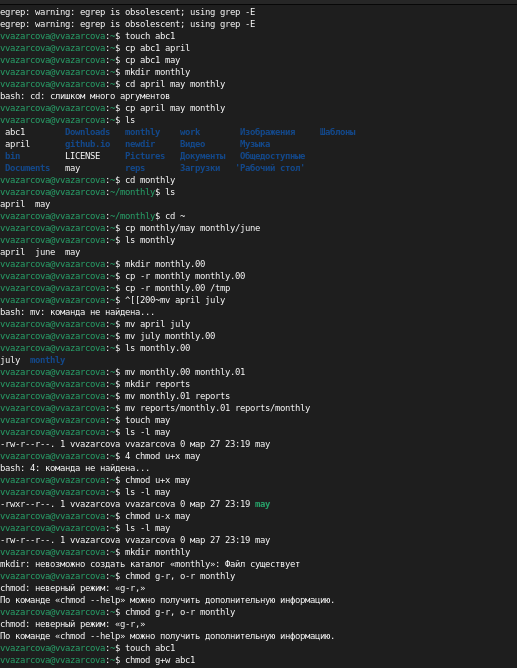 egrep: warning: egrep is obsolescent; using grep -E
egrep: warning: egrep is obsolescent; using grep -E
vvazarcova@vvazarcova:~$ touch abc1
vvazarcova@vvazarcova:~$ cp abc1 april
vvazarcova@vvazarcova:~$ cp abc1 may
vvazarcova@vvazarcova:~$ mkdir monthly
vvazarcova@vvazarcova:~$ cd april may monthly
bash: cd: слишком много аргументов
vvazarcova@vvazarcova:~$ cp april may monthly
vvazarcova@vvazarcova:~$ ls
abc1 Downloads monthly work Изображения Шаблоны
april github.io newdir Видео Музыка
bin LICENSE Pictures Документы Общедоступные
Documents may reps Загрузки 'Рабочий стол'
vvazarcova@vvazarcova:~$ cd monthly
vvazarcova@vvazarcova:~/monthly$ ls
april may
vvazarcova@vvazarcova:~/monthly$ cd ~
vvazarcova@vvazarcova:~$ cp monthly/may monthly/june
vvazarcova@vvazarcova:~$ ls monthly
april june may
vvazarcova@vvazarcova:~$ mkdir monthly.00
vvazarcova@vvazarcova:~$ cp -r monthly monthly.00
vvazarcova@vvazarcova:~$ cp -r monthly.00 /tmp
vvazarcova@vvazarcova:~$ ^[[200~mv april july
bash: mv: команда не найдена...
vvazarcova@vvazarcova:~$ mv april july
vvazarcova@vvazarcova:~$ mv july monthly.00
vvazarcova@vvazarcova:~$ ls monthly.00
july monthly
vvazarcova@vvazarcova:~$ mv monthly.00 monthly.01
vvazarcova@vvazarcova:~$ mkdir reports
vvazarcova@vvazarcova:~$ mv monthly.01 reports
vvazarcova@vvazarcova:~$ mv reports/monthly.01 reports/monthly
vvazarcova@vvazarcova:~$ touch may
vvazarcova@vvazarcova:~$ ls -l may
-rw-r--r--. 1 vvazarcova vvazarcova 0 мар 27 23:19 may
vvazarcova@vvazarcova:~$ 4 chmod u+x may
bash: 4: команда не найдена...
vvazarcova@vvazarcova:~$ chmod u+x may
vvazarcova@vvazarcova:~$ ls -l may
-rwxr--r--. 1 vvazarcova vvazarcova 0 мар 27 23:19 may
vvazarcova@vvazarcova:~$ chmod u-x may
vvazarcova@vvazarcova:~$ ls -l may
-rw-r--r--. 1 vvazarcova vvazarcova 0 мар 27 23:19 may
vvazarcova@vvazarcova:~$ mkdir monthly
mkdir: невозможно создать каталог «monthly»: Файл существует
vvazarcova@vvazarcova:~$ chmod g-r, o-r monthly
chmod: неверный режим: «g-r,»
По команде «chmod --help» можно получить дополнительную информацию.
vvazarcova@vvazarcova:~$ chmod g-r, o-r monthly
chmod: неверный режим: «g-r,»
По команде «chmod --help» можно получить дополнительную информацию.
vvazarcova@vvazarcova:~$ touch abc1
vvazarcova@vvazarcova:~$ chmod g+w abc1